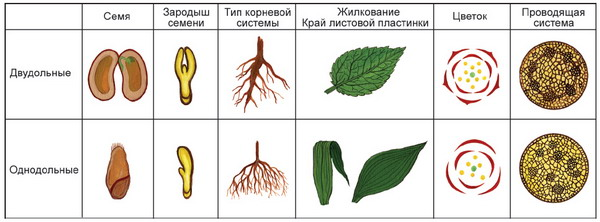 Семя
Зародыш
семени
Тип корневой
системы
Жилкование
Край листовой пластинки
Цветок
Проводящая
система
Двудольные
Однодольные